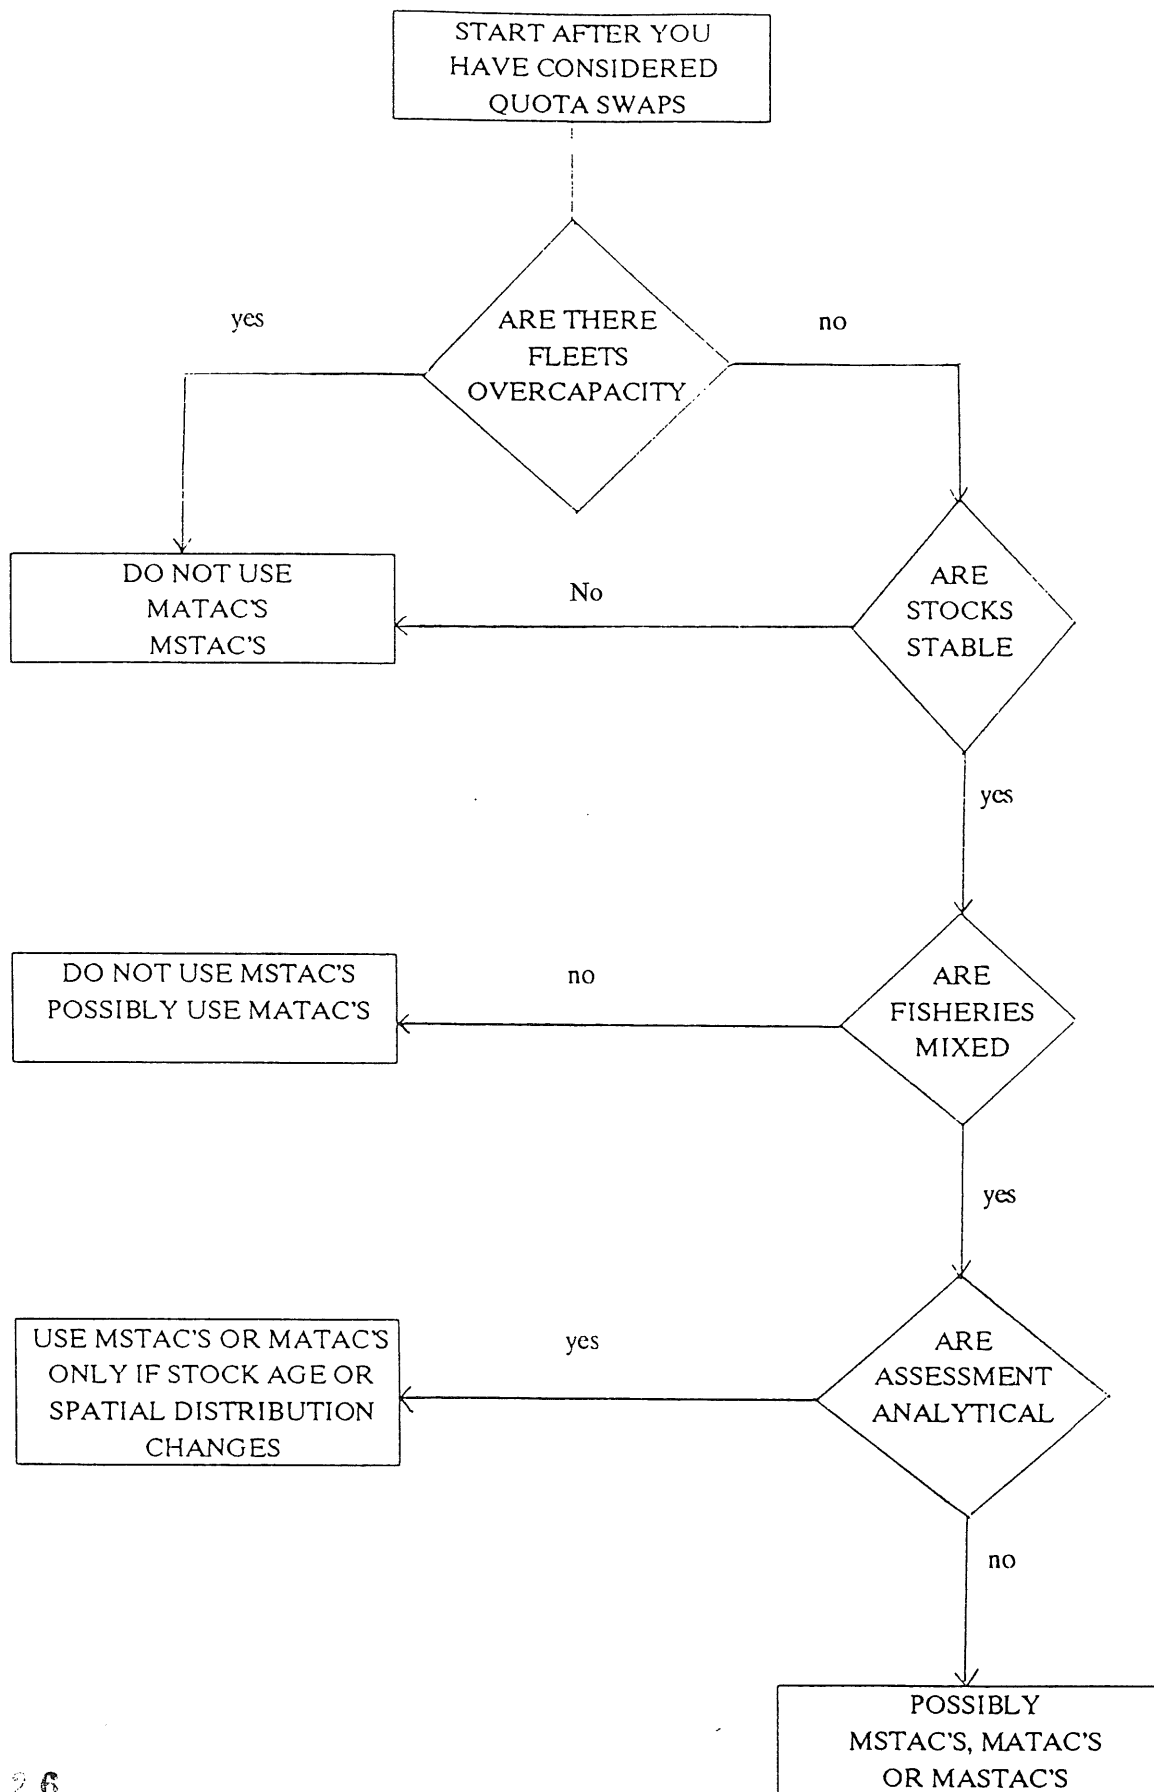 START AFTER YOU
HAVE CONSIDERED
QUOTA SWAPS
yes
ARE THERE
FLEETS
OVERCAPACITY
no
DO NOT USE
MATAC'S
MSTAC'S
No
ARE
STOCKS
STABLE
yes
DO NOT USE MSTAC'S
POSSIBLY USE MATAC'S
no
ARE
FISHERIES
MIXED
yes
USE MSTAC'S OR MATAC'S
ONLY IF STOCK AGE OR
SPATIAL DISTRIBUTION
CHANGES
yes
ARE
ASSESSMENT
ANALYTICAL
no
POSSIBLY
MSTAC'S, MATAC'S
OR MASTAC'S
26